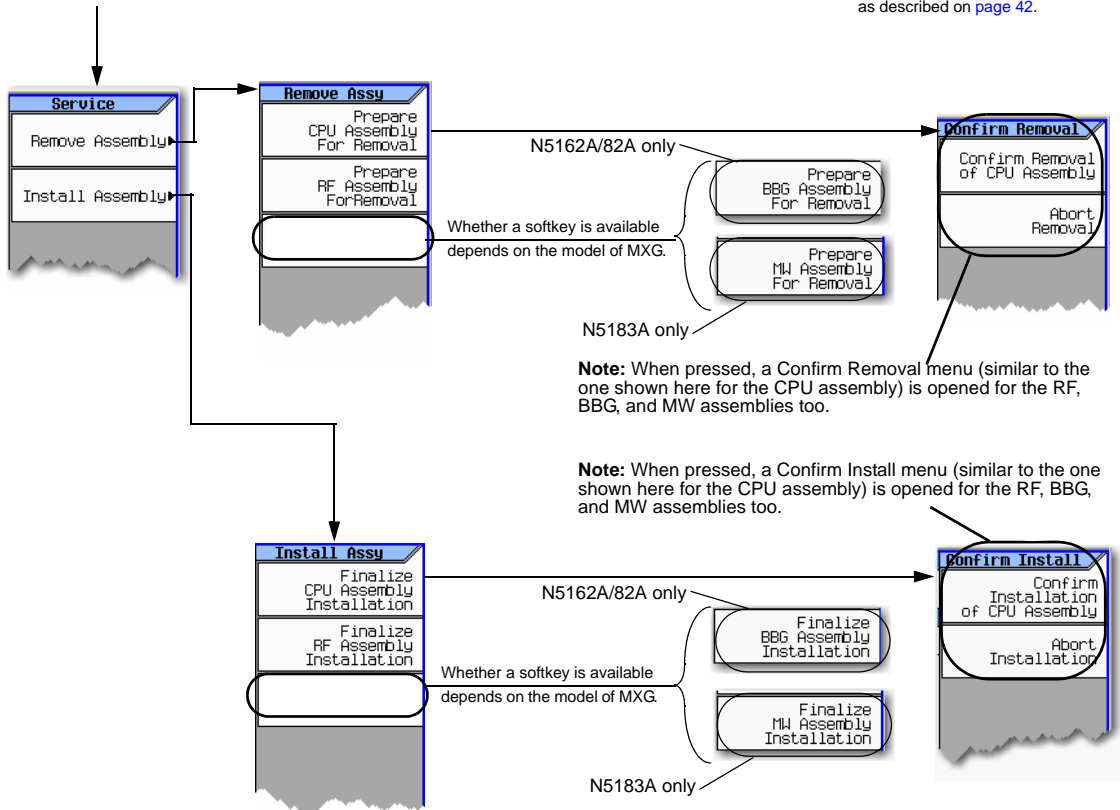 as described on page 42.
Service
Remove Assembly
Install Assembly
Remove Assy
Prepare
CPU Assembly
For Removal
Prepare
RF Assembly
ForRemoval
Whether a softkey is available
depends on the model of MXG.
N5162A/82A only
Prepare
BBG Assembly
For Removal
Prepare
MW Assembly
For Removal
N5183A only
Confirm Removal
Confirm Removal
of CPU Assembly
Abort
Removal
Note: When pressed, a Confirm Removal menu (similar to the
one shown here for the CPU assembly) is opened for the RF,
BBG, and MW assemblies too.
Note: When pressed, a Confirm Install menu (similar to the one
shown here for the CPU assembly) is opened for the RF, BBG,
and MW assemblies too.
Install Assy
Finalize
CPU Assembly
Installation
Finalize
RF Assembly
Installation
Whether a softkey is available
depends on the model of MXG.
N5162A/82A only
Finalize
BBG Assembly
Installation
Finalize
MW Assembly
Installation
N5183A only
Confirm Install
Confirm
Installation
of CPU Assembly
Abort
Installation